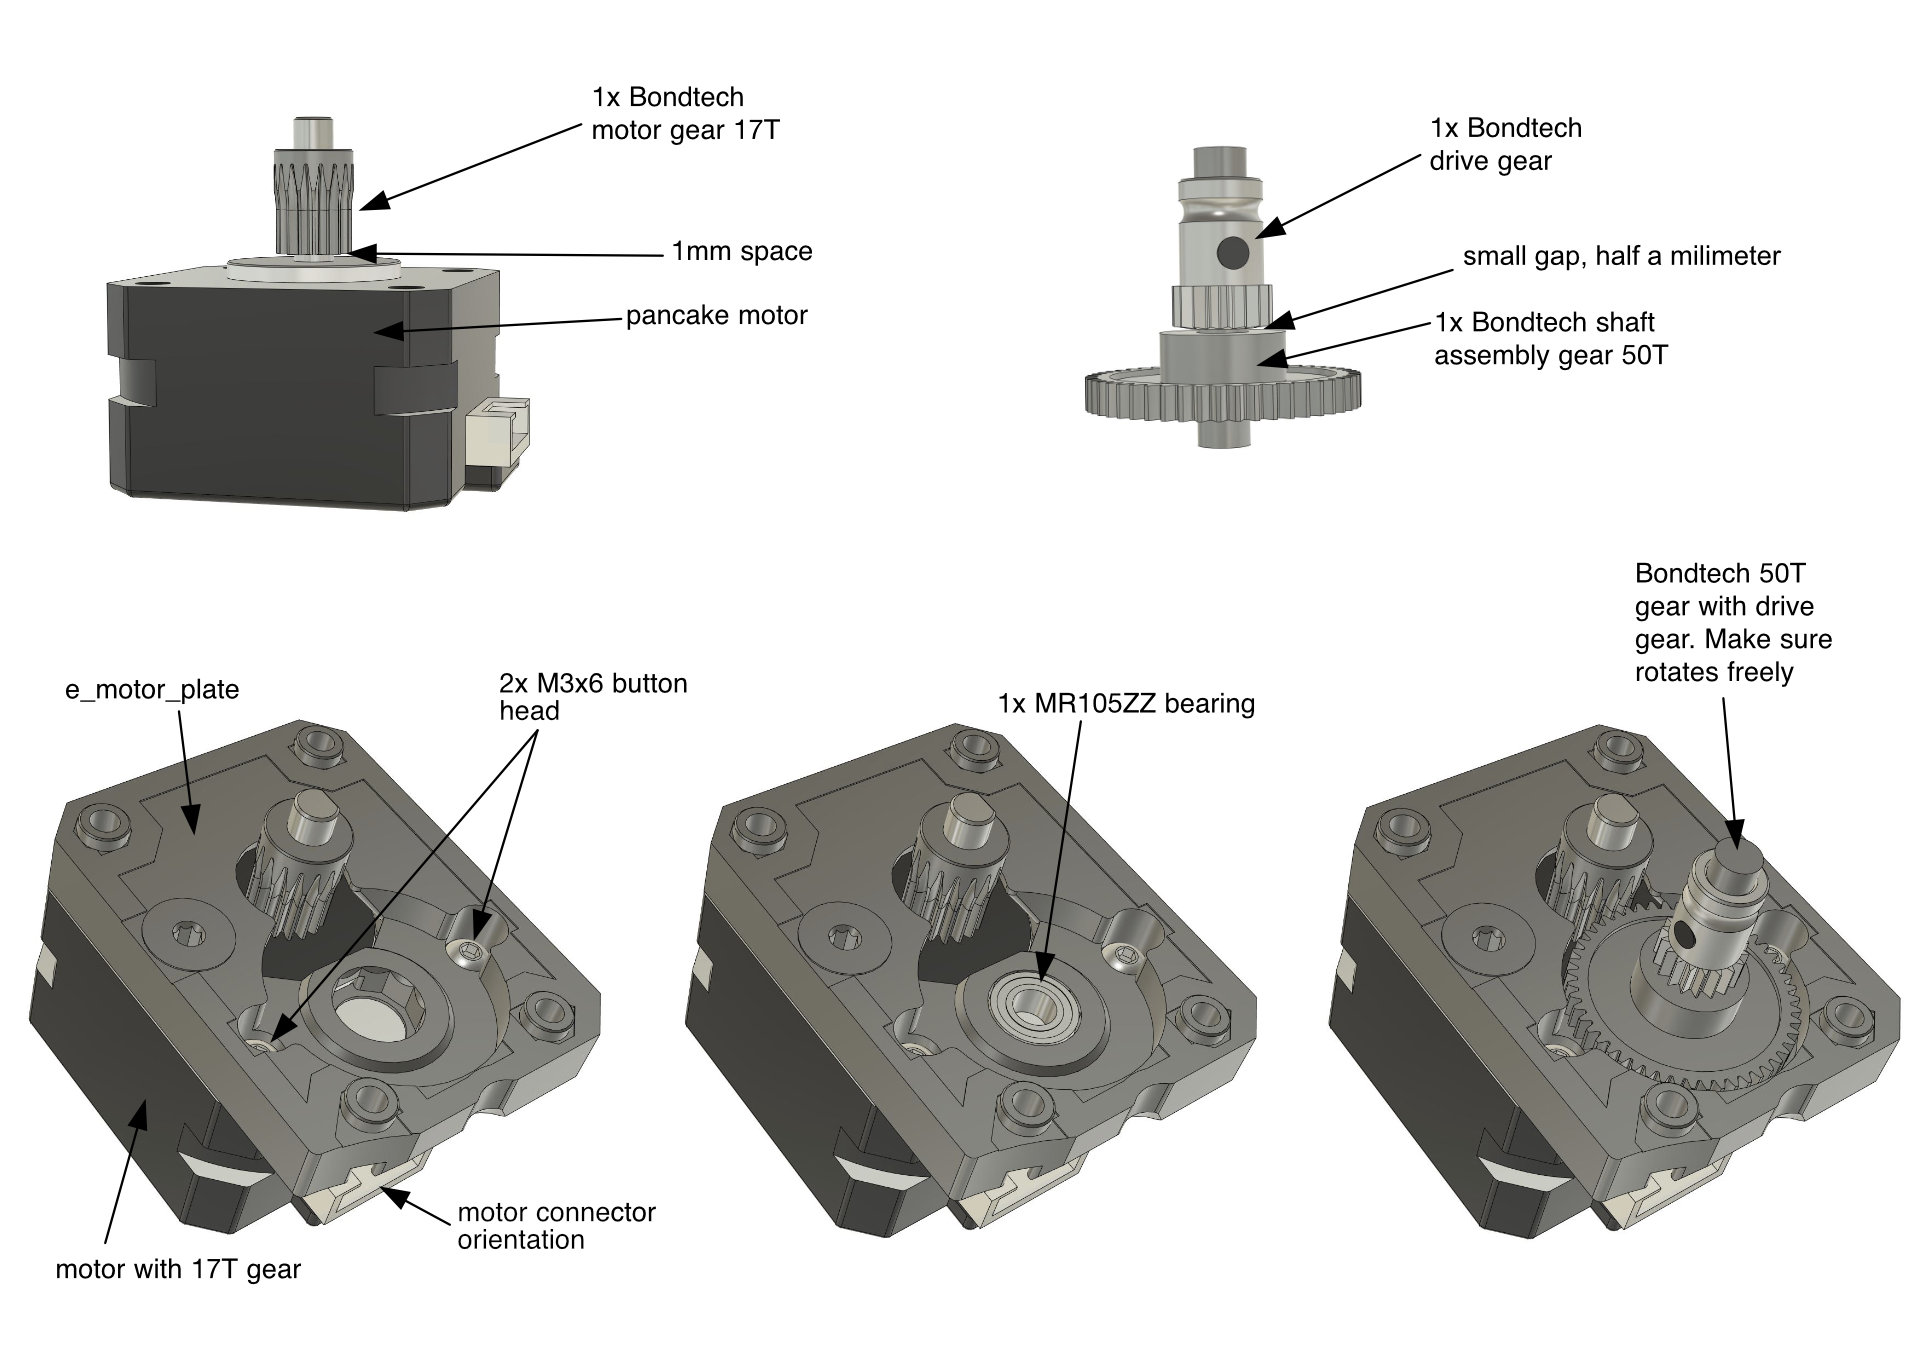 1x Bondtech
motor gear 17T
1mm space
pancake motor
1x Bondtech
drive gear
small gap, half a milimeter
1x Bondtech shaft
assembly gear 50T
Bondtech 50T
gear with drive
gear. Make sure
rotates freely
e_motor_plate
2x M3x6 button
head
1x MR105ZZ bearing
motor connector
orientation
motor with 17T gear